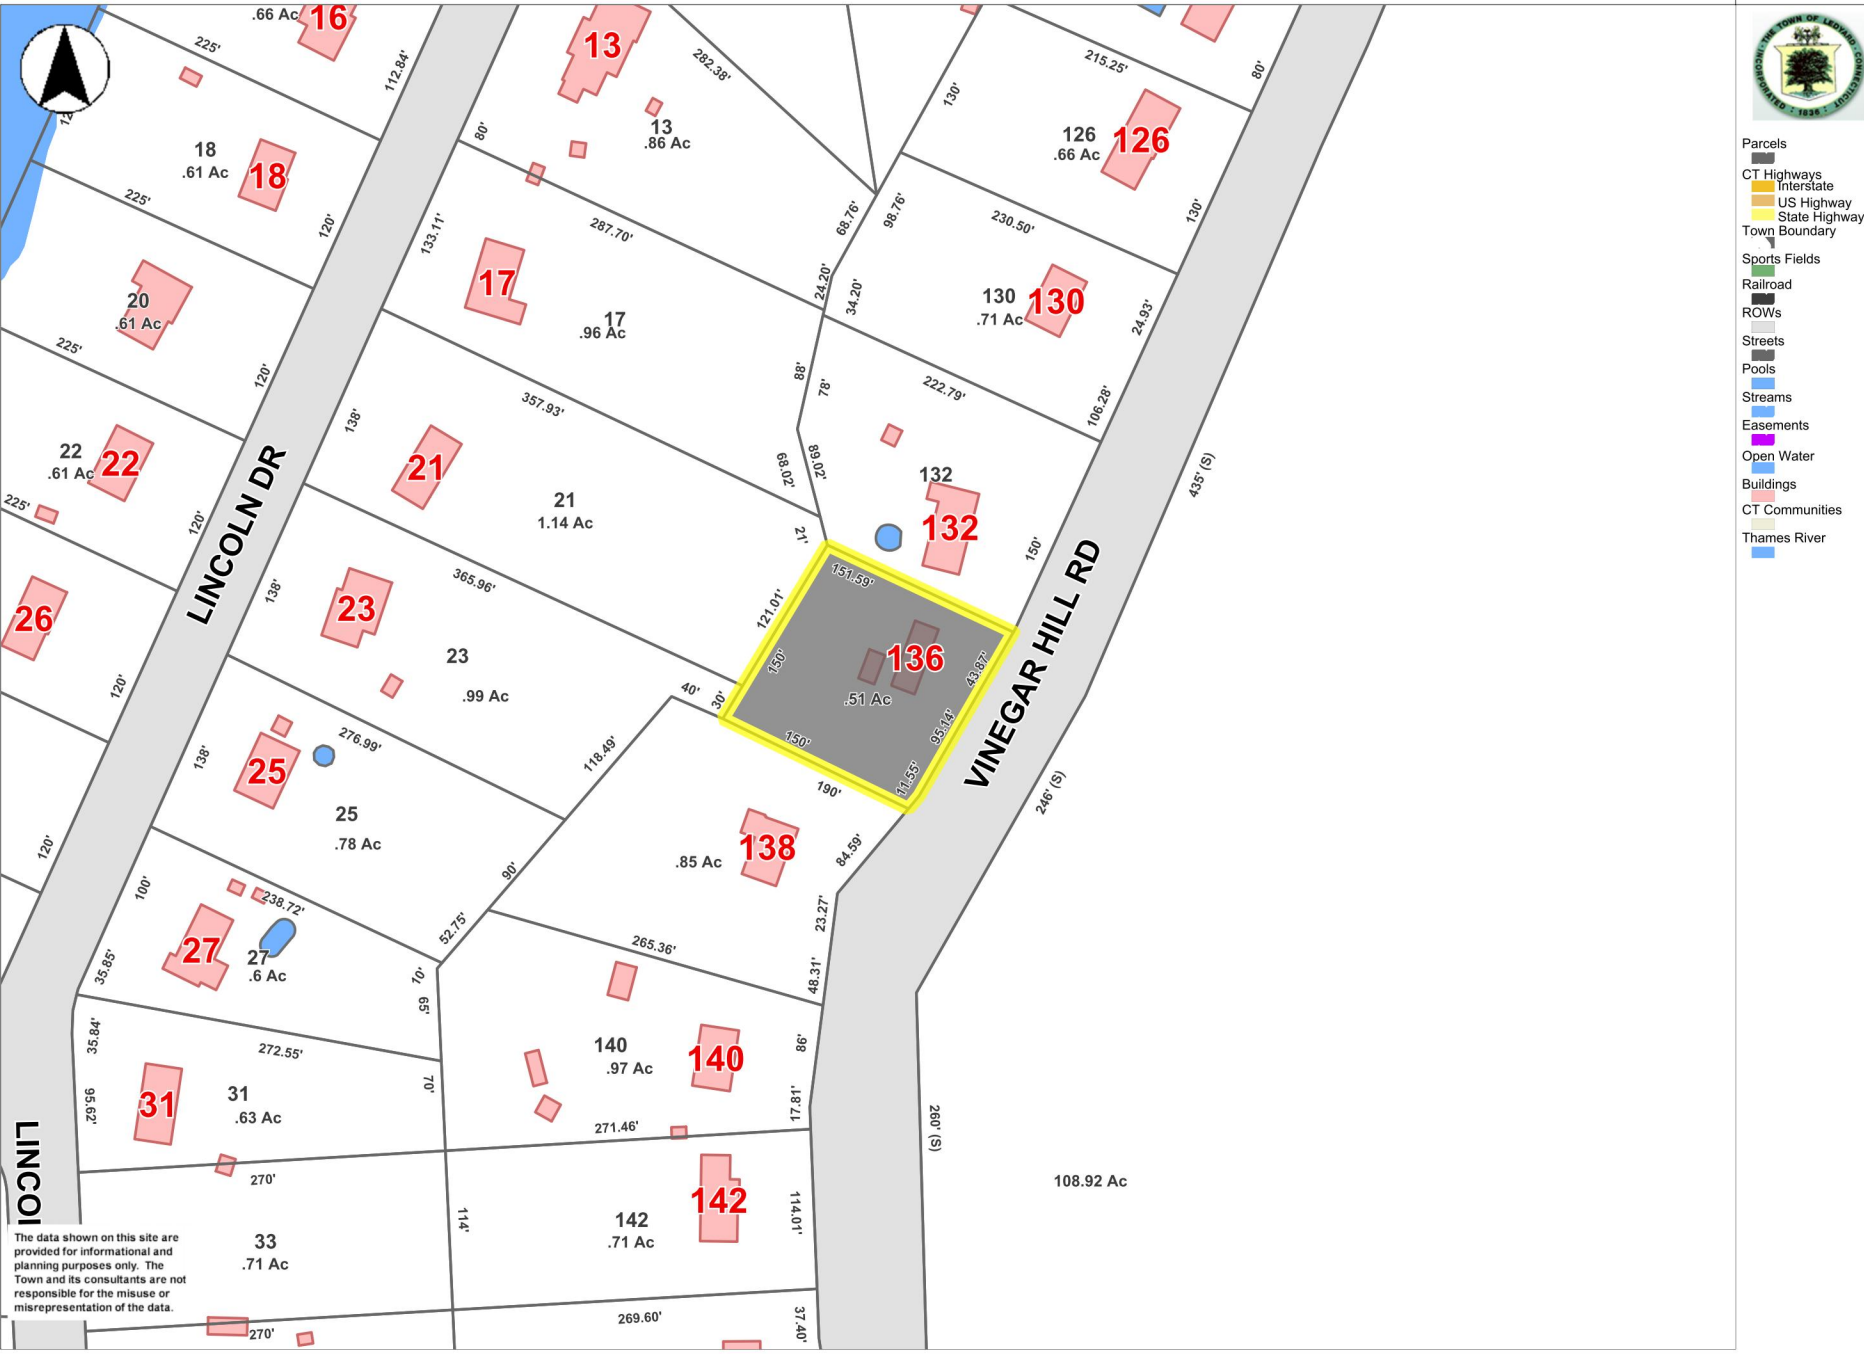 .66 Ac
16
225'
112.84'
13
282.38'
215.25'
80'
130'
18
.61 Ac
18
80'
13
.86 Ac
126
.66 Ac
126
225'
120'
133.11'
287.70'
68.76'
98.76'
230.50'
130'
17
17
.96 Ac
24.20'
34.20'
130
.71 Ac
130
24.93'
20
.61 Ac
225'
120'
138'
357.93'
88'
78'
222.79'
106.28'
22
.61 Ac
22
225'
120'
LINCOLN DR
21
21
1.14 Ac
68.02'
89.02'
132
132
435' (S)
150'
21'
26
138'
23
365.96'
121.01'
150'
151.59'
136
.51 Ac
43.87'
95.14'
11.55'
150'
VINEGAR HILL RD
23
.99 Ac
40'
30'
120'
138'
25
276.99'
118.49'
190'
246' (S)
25
.78 Ac
120'
100'
90'
.85 Ac
138
84.59'
238.72'
27
27
.6 Ac
52.75'
23.27'
265.36'
35.85'
10'
65'
48.31'
35.84'
272.55'
140
.97 Ac
140
86'
31
31
.63 Ac
95.62'
70'
17.81'
271.46'
260' (S)
270'
LINCOL
114'
142
.71 Ac
142
114.01'
108.92 Ac
33
.71 Ac
270'
269.60'
37.40'
The data shown on this site are
provided for informational and
planning purposes only. The
Town and its consultants are not
responsible for the misuse or
misrepresentation of the data.
THE TOWN OF LEDYARD
CONNECTICUT
INCORPORATED
1836
Parcels
CT Highways
Interstate
US Highway
State Highway
Town Boundary
Sports Fields
Railroad
ROWs
Streets
Pools
Streams
Easements
Open Water
Buildings
CT Communities
Thames River